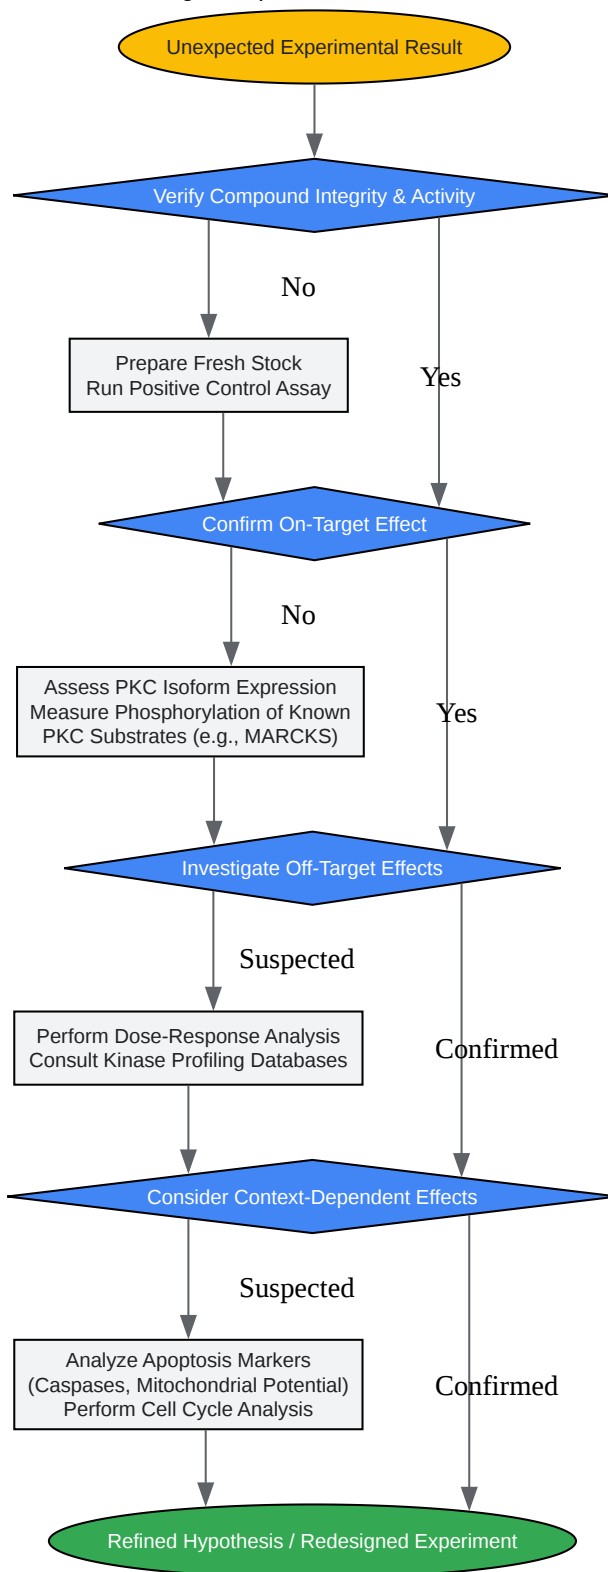 Unexpected Experimental Result
Verify Compound Integrity & Activity
No
Prepare Fresh Stock
Run Positive Control Assay
Yes
Confirm On-Target Effect
No
Assess PKC Isoform Expression
Measure Phosphorylation of Known
PKC Substrates (e.g., MARCKS)
Yes
Investigate Off-Target Effects
Suspected
Perform Dose-Response Analysis
Consult Kinase Profiling Databases
Confirmed
Consider Context-Dependent Effects
Suspected
Analyze Apoptosis Markers
(Caspases, Mitochondrial Potential)
Perform Cell Cycle Analysis
Confirmed
Refined Hypothesis / Redesigned Experiment